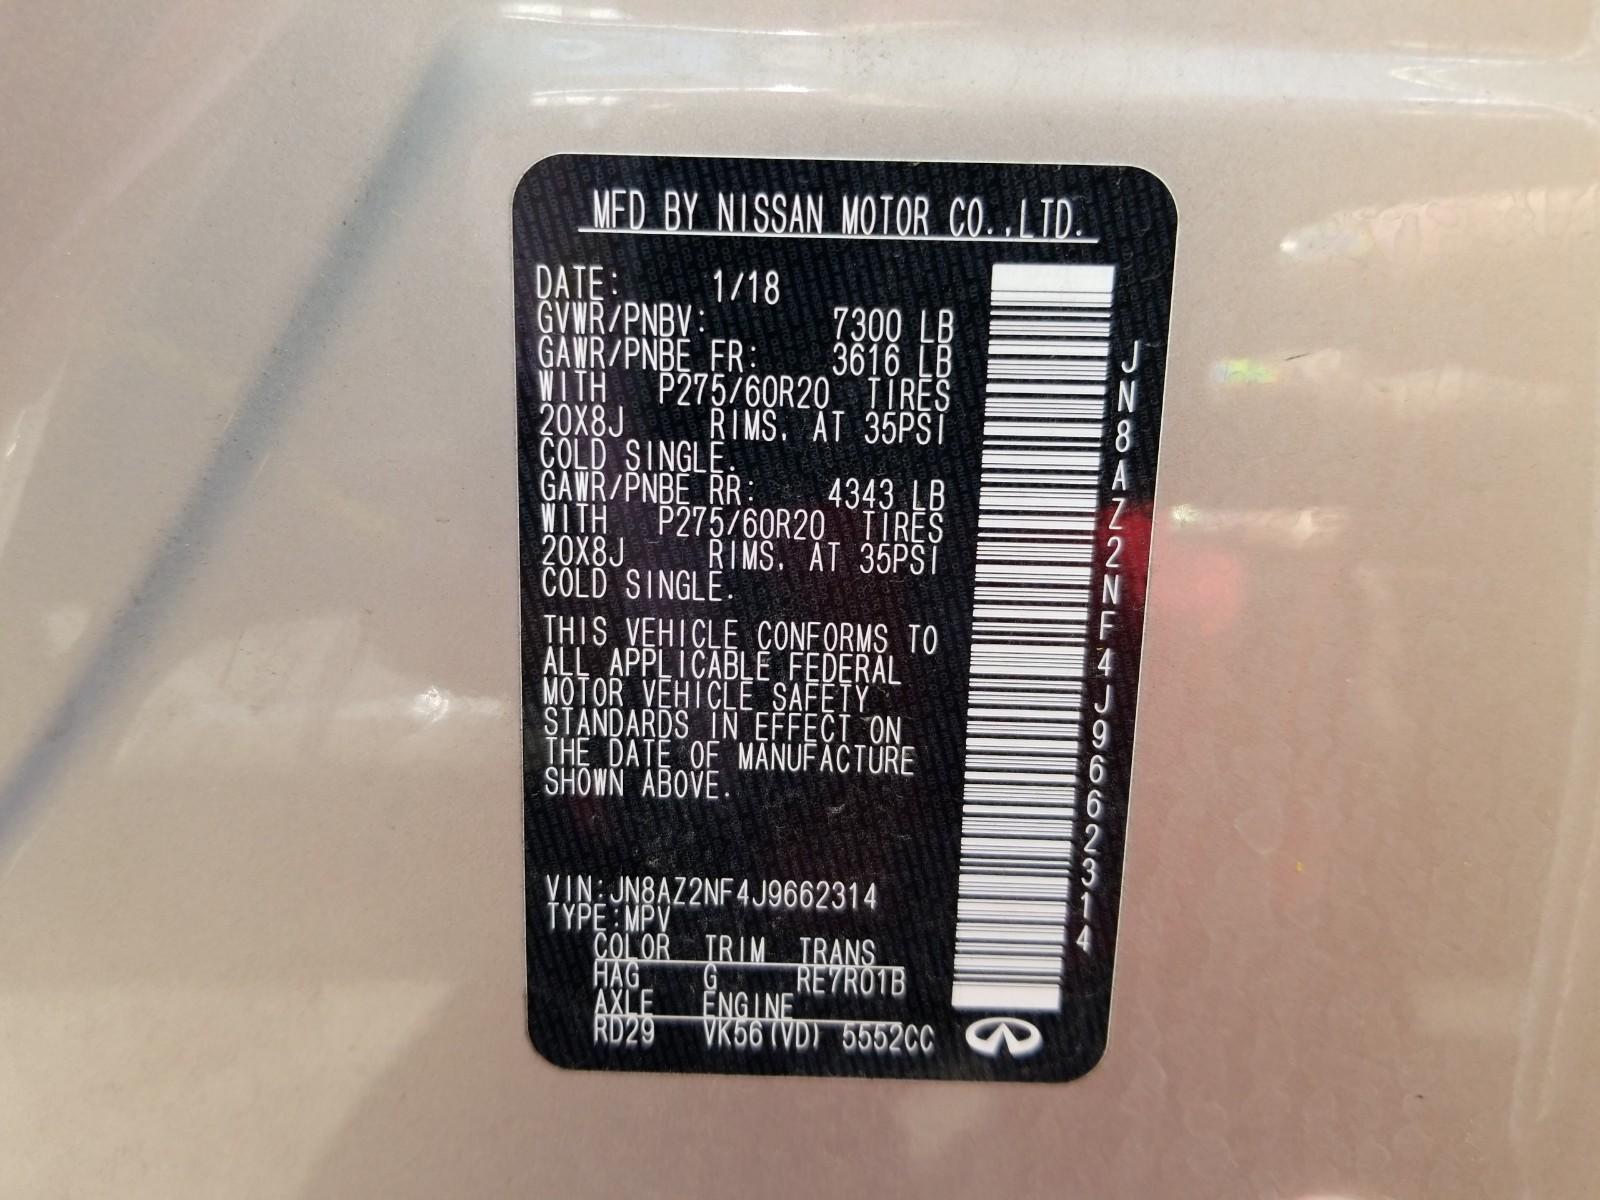 MFD BY NISSAN MOTOR CO.,LTD.
DATE: 1/18
GVWR/PNBV: 7300 LB
GAWR/PNBE FR: 3616 LB
WITH P275/60R20 TIRES
20X8J RIMS. AT 35PSI
COLD SINGLE.
GAWR/PNBE RR: 4343 LB
WITH P275/60R20 TIRES
20X8J RIMS. AT 35PSI
COLD SINGLE.
THIS VEHICLE CONFORMS TO
ALL APPLICABLE FEDERAL
MOTOR VEHICLE SAFETY
STANDARDS IN EFFECT ON
THE DATE OF MANUFACTURE
SHOWN ABOVE.
VIN:JN8AZ2NF4J9662314
TYPE:MPV
COLOR TRIM TRANS
HAG G RE7R01B
AXLE ENGINE
RD29 VK56(VD) 5552CC
JN8AZ2NF4J9662314